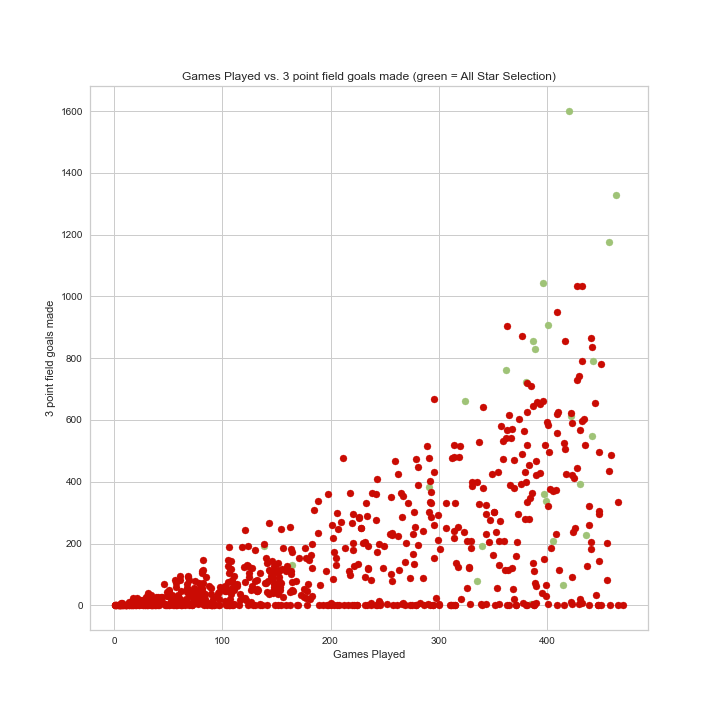 Games Played vs. 3 point field goals made (green = All Star Selection)
1600
1400
1200
1000
800
600
400
200
0
3 point field goals made
0 100 200 300 400
Games Played